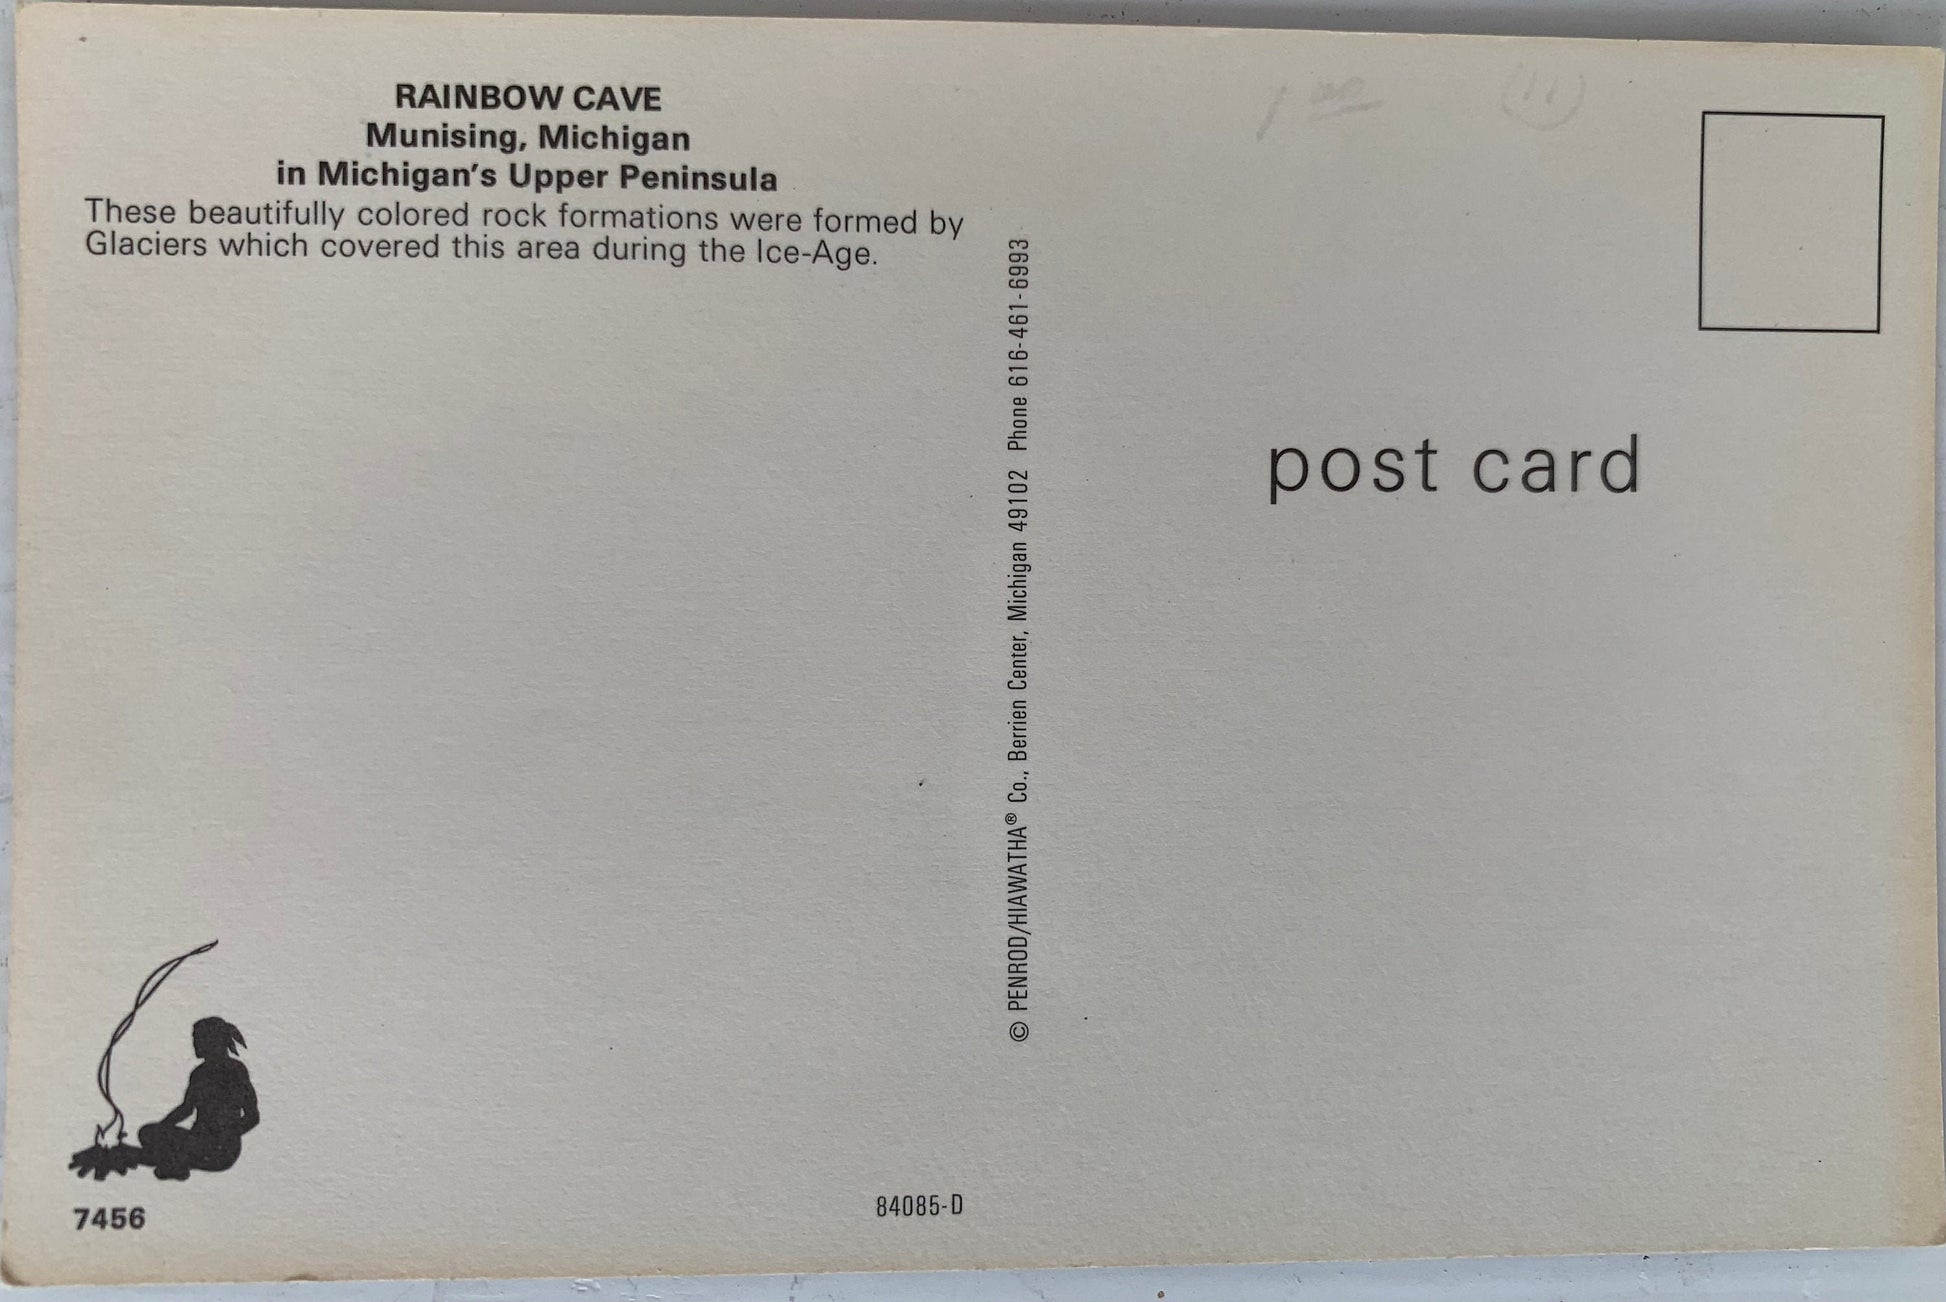 RAINBOW CAVE
Munising, Michigan
in Michigan's Upper Peninsula
These beautifully colored rock formations were formed by
Glaciers which covered this area during the Ice-Age.
7456
84085-D
© PENROD/HIAWATHA® Co., Berrien Center, Michigan 49102 Phone 616-461-6993
(11)
post card